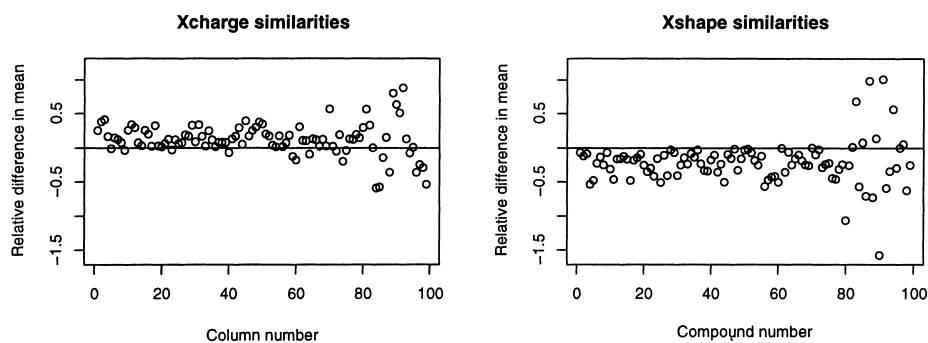 Xcharge similarities
Relative difference in mean
0.5
−0.5
−1.5
0 20 40 60 80 100
Column number
Xshape similarities
Relative difference in mean
0.5
−0.5
−1.5
0 20 40 60 80 100
Compound number